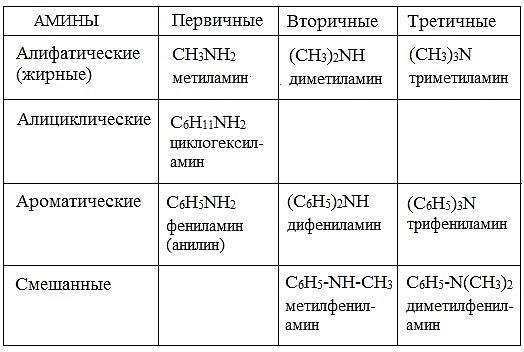 АМИНЫ Первичные Вторичные Третичные
Алифатические
(жирные)
CH3NH2
метиламин
(CH3)2NH
диметиламин
(CH3)3N
триметиламин
Алициклические
C6H11NH2
циклогексил-
амин
Ароматические
C6H5NH2
фениламин
(анилин)
(C6H5)2NH
дифениламин
(C6H5)3N
трифениламин
Смешанные
C6H5-NH-CH3
метилфенил-
амин
C6H5-N(CH3)2
диметилфенил-
амин